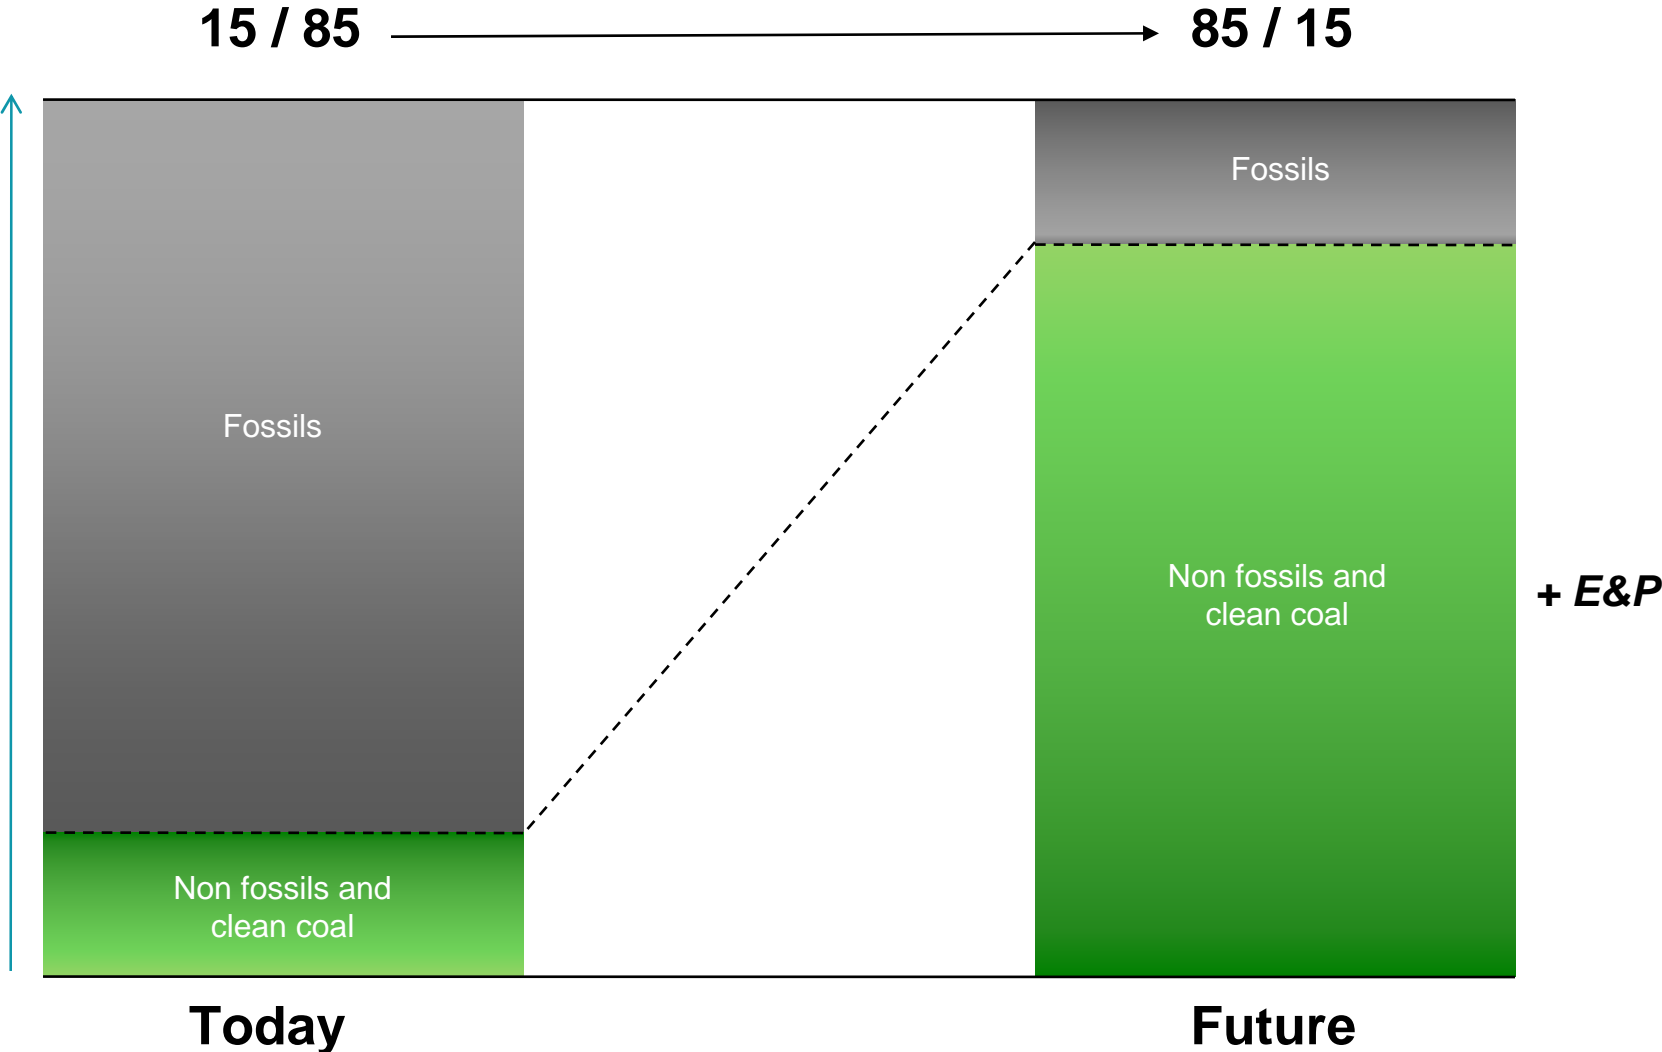 15 / 85
85 / 15
Fossils
Fossils
Non fossils and
clean coal
+ E&P
Non fossils and
clean coal
Today
Future